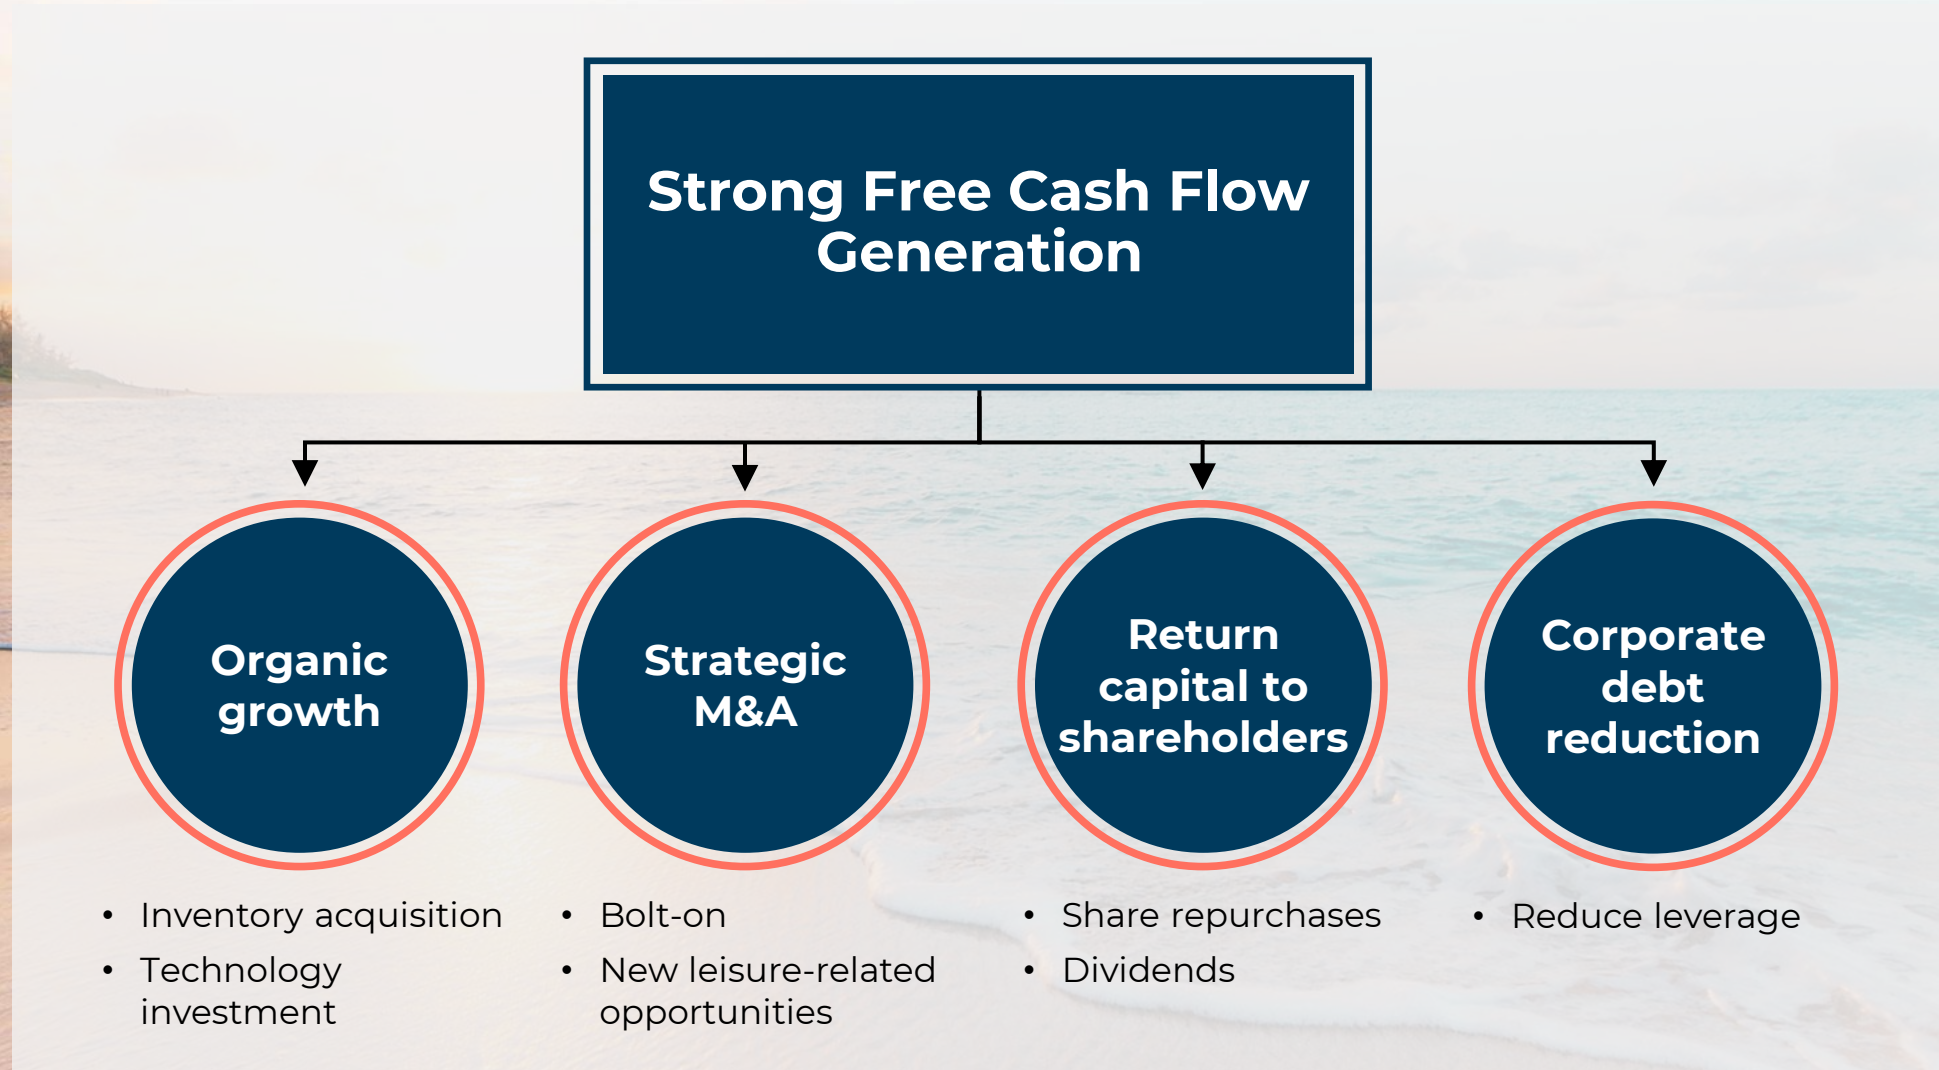 Strong Free Cash Flow
Generation
Organic
growth
Strategic
M&A
Return
capital to
shareholders
Corporate
debt
reduction
• Inventory acquisition
• Technology
investment
• Bolt-on
• New leisure-related
opportunities
• Share repurchases
• Dividends
• Reduce leverage